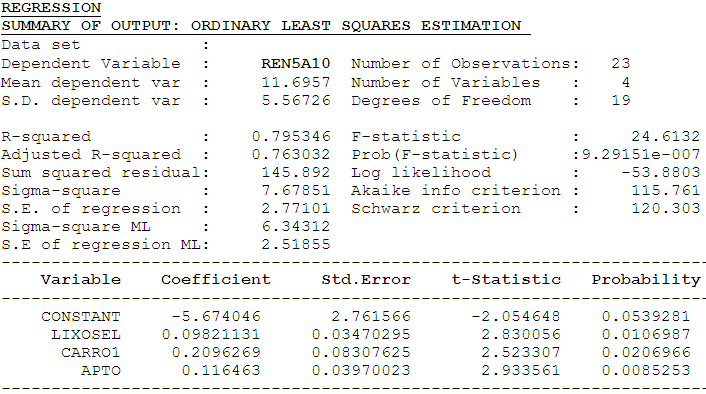 REGRESSION
SUMMARY OF OUTPUT: ORDINARY LEAST SQUARES ESTIMATION
Data set            :
Dependent Variable  :      REN5A10  Number of Observations:   23
Mean dependent var  :      11.6957  Number of Variables   :    4
S.D. dependent var  :      5.56726  Degrees of Freedom    :   19
R-squared           :     0.795346  F-statistic           :     24.6132
Adjusted R-squared  :     0.763032  Prob(F-statistic)     :9.29151e-007
Sum squared residual:      145.892  Log likelihood        :    -53.8803
Sigma-square        :      7.67851  Akaike info criterion :     115.761
S.E. of regression  :      2.77101  Schwarz criterion     :     120.303
Sigma-square ML     :      6.34312
S.E of regression ML:      2.51855
-----------------------------------------------------------------------
Variable    Coefficient     Std.Error    t-Statistic   Probability
-----------------------------------------------------------------------
CONSTANT     -5.674046      2.761566     -2.054648    0.0539281
LIXOSEL    0.09821131    0.03470295      2.830056    0.0106987
CARRO1     0.2096269    0.08307625      2.523307    0.0206966
APTO      0.116463    0.03970023      2.933561    0.0085253
-----------------------------------------------------------------------